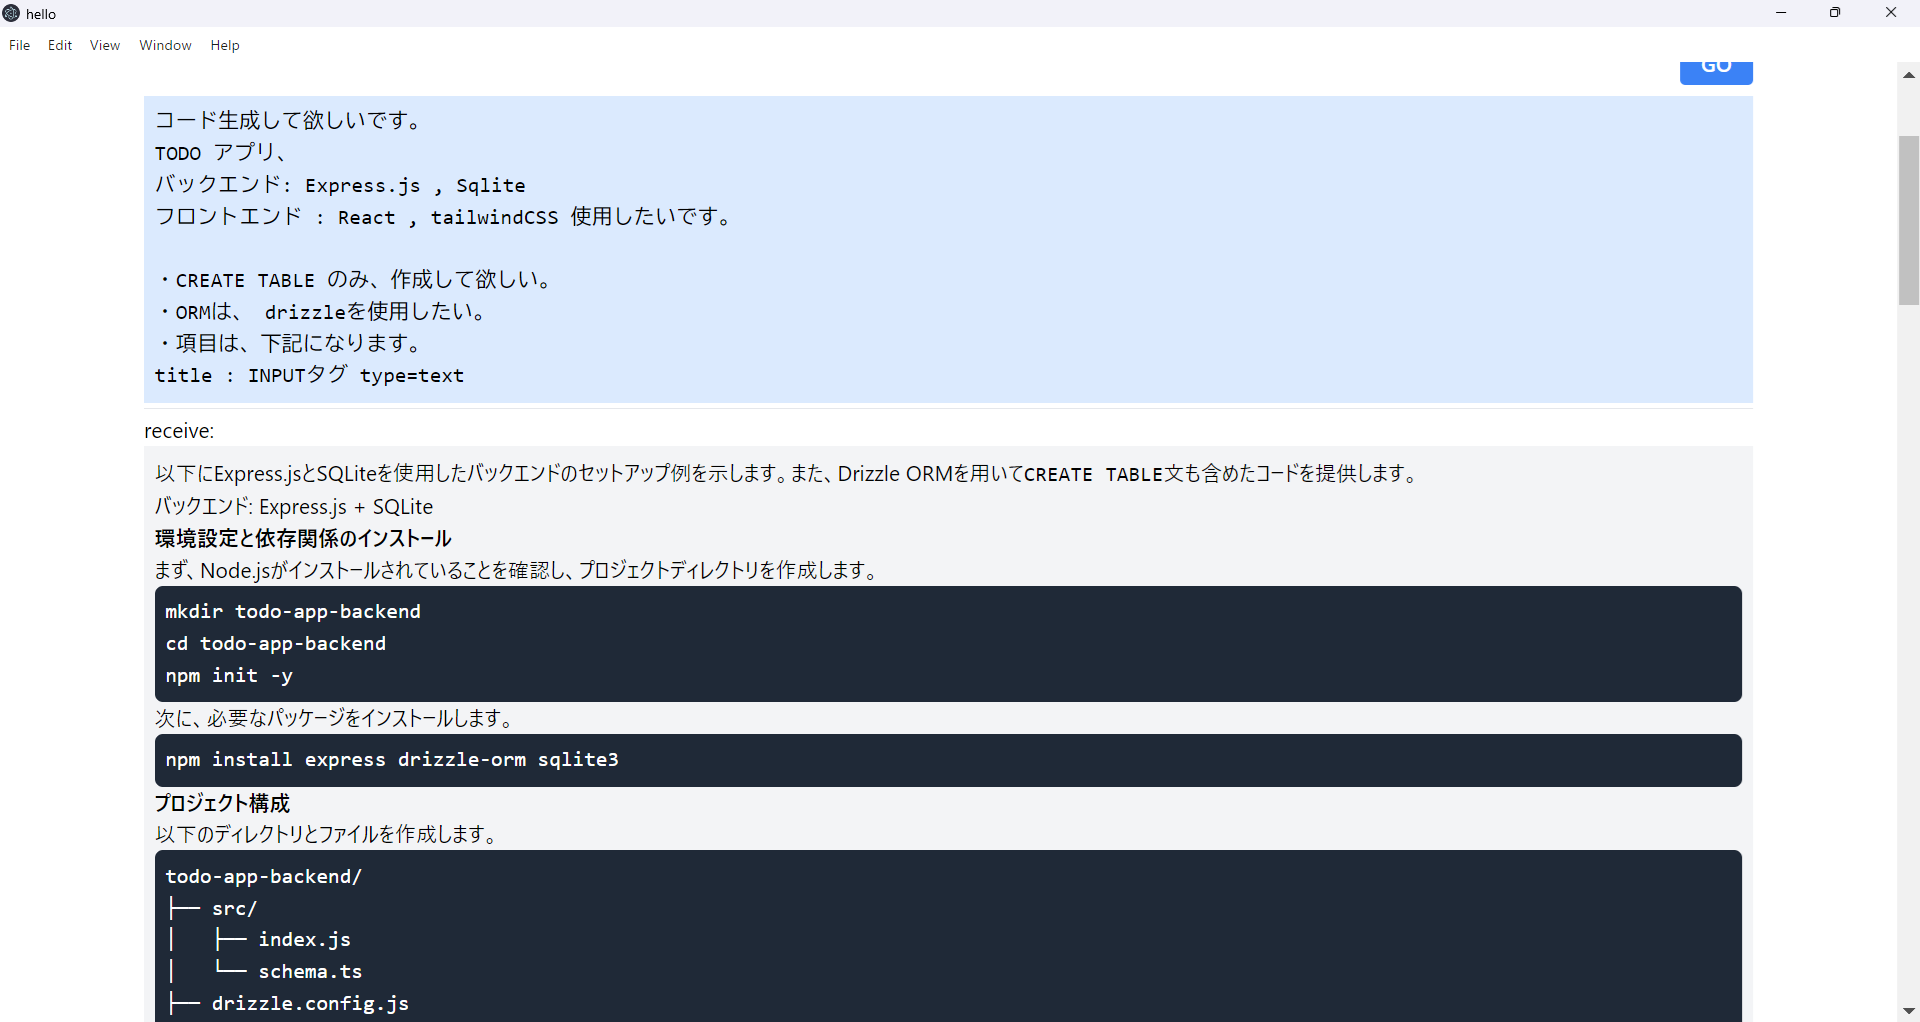 hello
File Edit View Window Help
GO
コード生成して欲しいです。
TODO アプリ、
バックエンド: Express.js , Sqlite
フロントエンド : React , tailwindCSS 使用したいです。
・CREATE TABLE のみ、作成して欲しい。
・ORMは、 drizzleを使用したい。
・項目は、下記になります。
title : INPUTタグ type=text
receive:
以下にExpress.jsとSQLiteを使用したバックエンドのセットアップ例を示します。また、Drizzle ORMを用いてCREATE TABLE文も含めたコードを提供します。
バックエンド: Express.js + SQLite
環境設定と依存関係のインストール
まず、Node.jsがインストールされていることを確認し、プロジェクトディレクトリを作成します。
mkdir todo-app-backend
cd todo-app-backend
npm init -y
次に、必要なパッケージをインストールします。
npm install express drizzle-orm sqlite3
プロジェクト構成
以下のディレクトリとファイルを作成します。
todo-app-backend/
├── src/
│   ├── index.js
│   └── schema.ts
├── drizzle.config.js